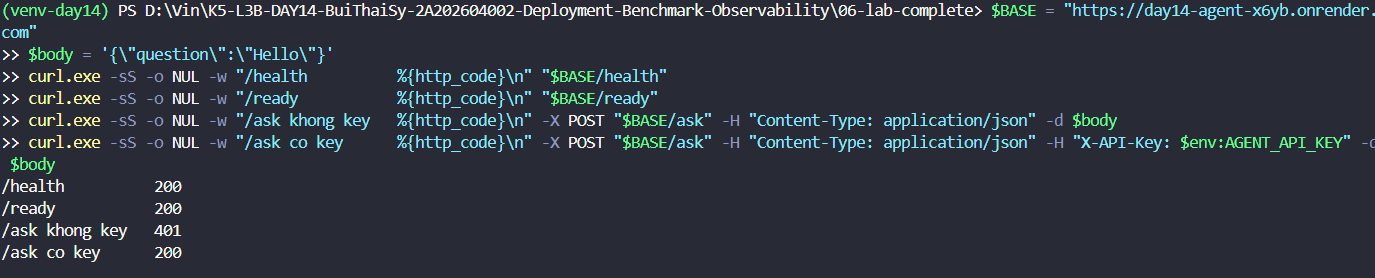 (venv-day14) PS D:\Vin\K5-L3B-DAY14-BuiThaiSy-2A202604002-Deployment-Benchmark-Observability\06-lab-complete> $BASE = "https://day14-agent-x6yb.onrender.
com"
>> $body = '{\"question\":\"Hello\"}'
>> curl.exe -sS -o NUL -w "/health          %{http_code}\n" "$BASE/health"
>> curl.exe -sS -o NUL -w "/ready           %{http_code}\n" "$BASE/ready"
>> curl.exe -sS -o NUL -w "/ask khong key   %{http_code}\n" -X POST "$BASE/ask" -H "Content-Type: application/json" -d $body
>> curl.exe -sS -o NUL -w "/ask co key      %{http_code}\n" -X POST "$BASE/ask" -H "Content-Type: application/json" -H "X-API-Key: $env:AGENT_API_KEY" -d
 $body
/health          200
/ready           200
/ask khong key   401
/ask co key      200